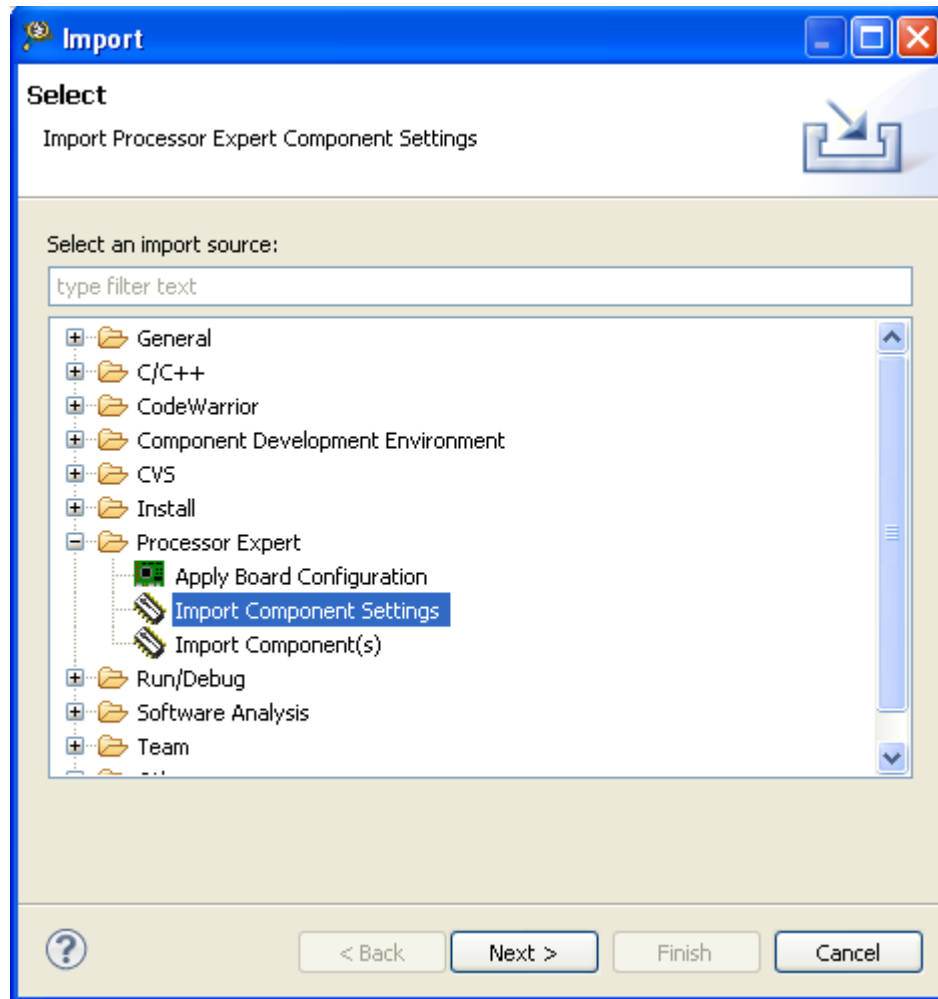 Import
Select
Import Processor Expert Component Settings
Select an import source:
type filter text
General
C/C++
CodeWarrior
Component Development Environment
CVS
Install
Processor Expert
Apply Board Configuration
Import Component Settings
Import Component(s)
Run/Debug
Software Analysis
Team
< Back Next > Finish Cancel